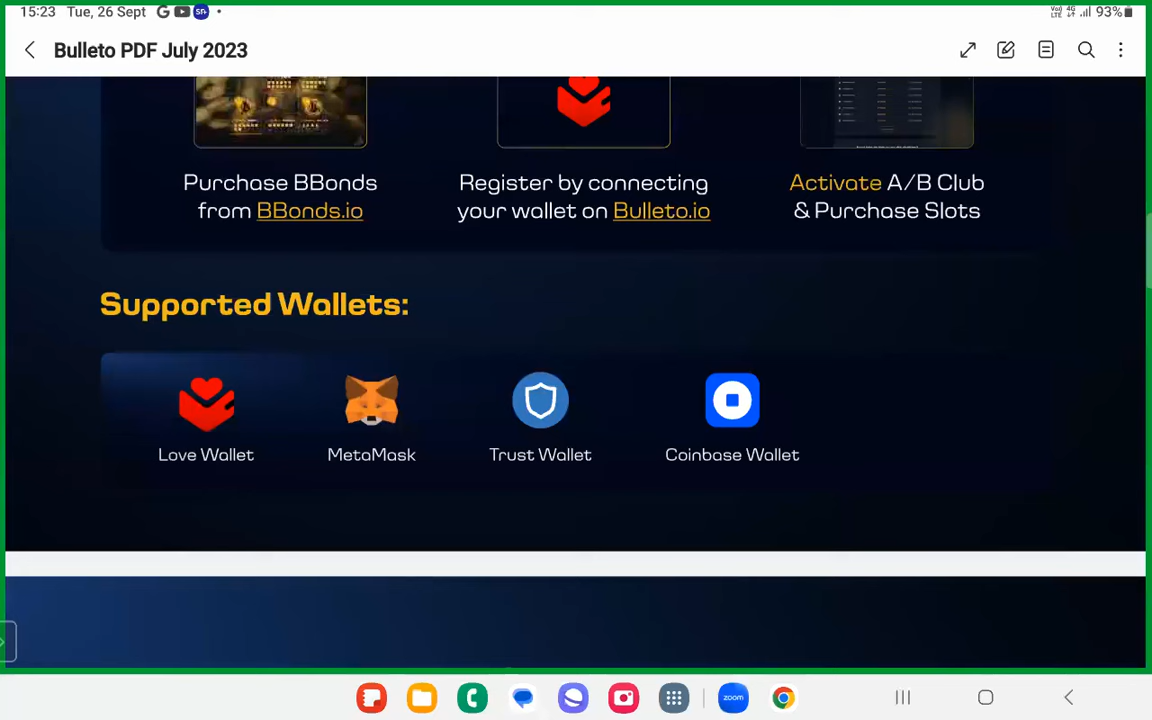 15:23 Tue, 26 Sept
93%
Bulleto PDF July 2023
Purchase BBonds
from BBonds.io
Register by connecting
your wallet on Bulleto.io
Activate A/B Club
& Purchase Slots
Supported Wallets:
Love Wallet
MetaMask
Trust Wallet
Coinbase Wallet
zoom